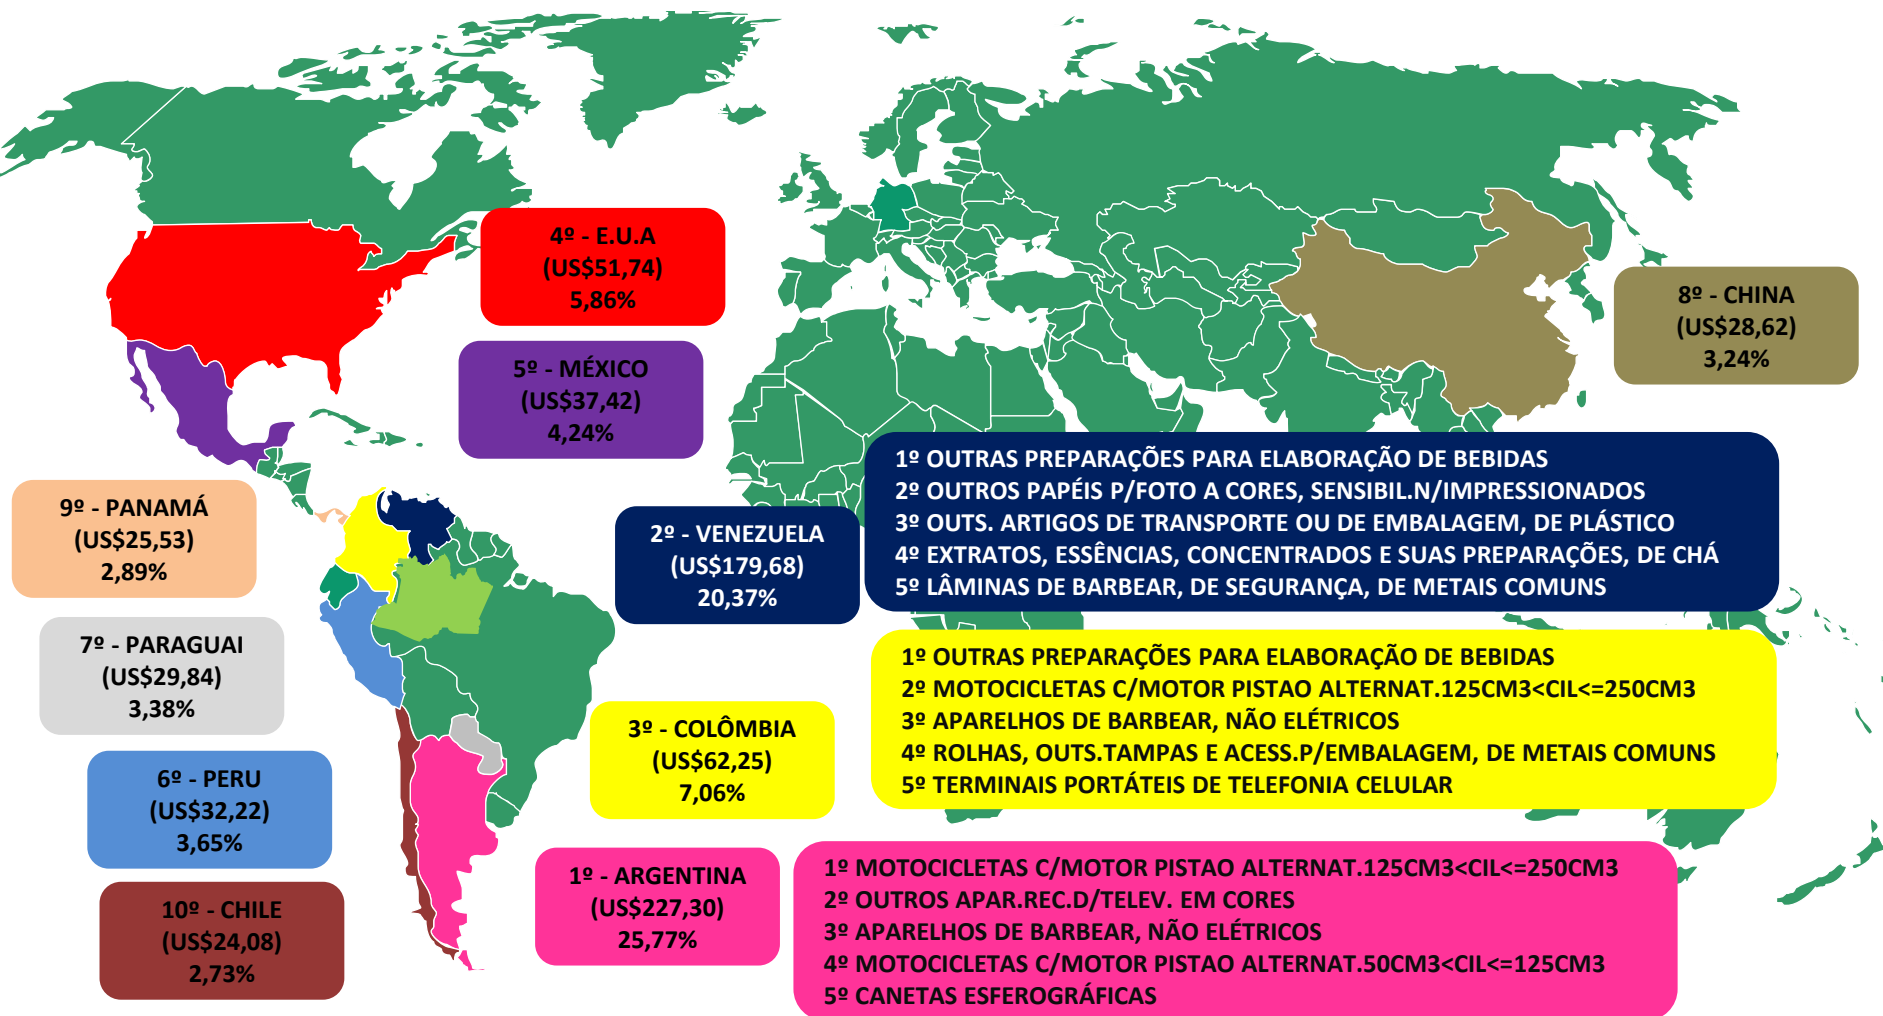 4º - E.U.A
(US$51,74)
5,86%
5º - MÉXICO
(US$37,42)
4,24%
8º - CHINA
(US$28,62)
3,24%
9º - PANAMÁ
(US$25,53)
2,89%
2º - VENEZUELA
(US$179,68)
20,37%
1º OUTRAS PREPARAÇÕES PARA ELABORAÇÃO DE BEBIDAS
2º OUTROS PAPÉIS P/FOTO A CORES, SENSIBIL.N/IMPRESSIONADOS
3º OUTS. ARTIGOS DE TRANSPORTE OU DE EMBALAGEM, DE PLÁSTICO
4º EXTRATOS, ESSÊNCIAS, CONCENTRADOS E SUAS PREPARAÇÕES, DE CHÁ
5º LÂMINAS DE BARBEAR, DE SEGURANÇA, DE METAIS COMUNS
7º - PARAGUAI
(US$29,84)
3,38%
3º - COLÔMBIA
(US$62,25)
7,06%
1º OUTRAS PREPARAÇÕES PARA ELABORAÇÃO DE BEBIDAS
2º MOTOCICLETAS C/MOTOR PISTAO ALTERNAT.125CM3<CIL<=250CM3
3º APARELHOS DE BARBEAR, NÃO ELÉTRICOS
4º ROLHAS, OUTS.TAMPAS E ACESS.P/EMBALAGEM, DE METAIS COMUNS
5º TERMINAIS PORTÁTEIS DE TELEFONIA CELULAR
6º - PERU
(US$32,22)
3,65%
10º - CHILE
(US$24,08)
2,73%
1º - ARGENTINA
(US$227,30)
25,77%
1º MOTOCICLETAS C/MOTOR PISTAO ALTERNAT.125CM3<CIL<=250CM3
2º OUTROS APAR.REC.D/TELEV. EM CORES
3º APARELHOS DE BARBEAR, NÃO ELÉTRICOS
4º MOTOCICLETAS C/MOTOR PISTAO ALTERNAT.50CM3<CIL<=125CM3
5º CANETAS ESFEROGRÁFICAS